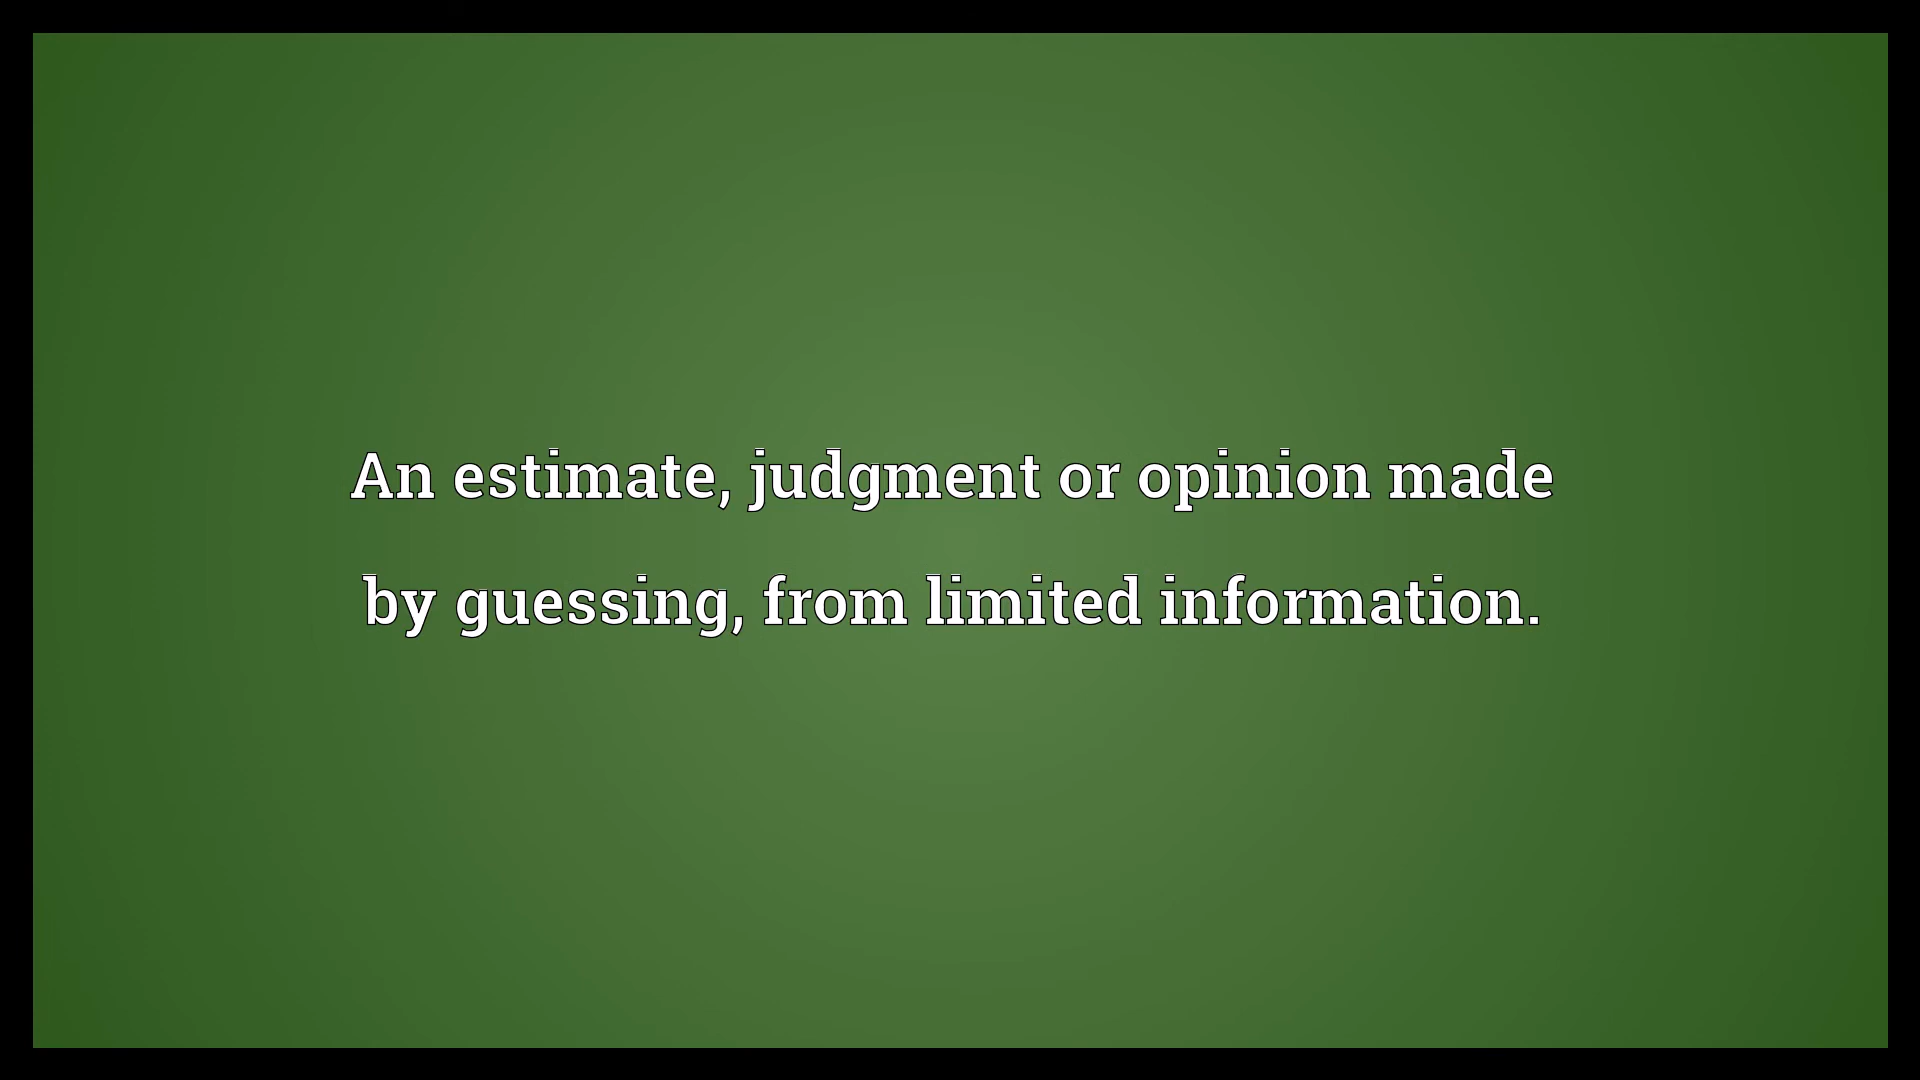 An estimate, judgment or opinion made
by guessing, from limited information.